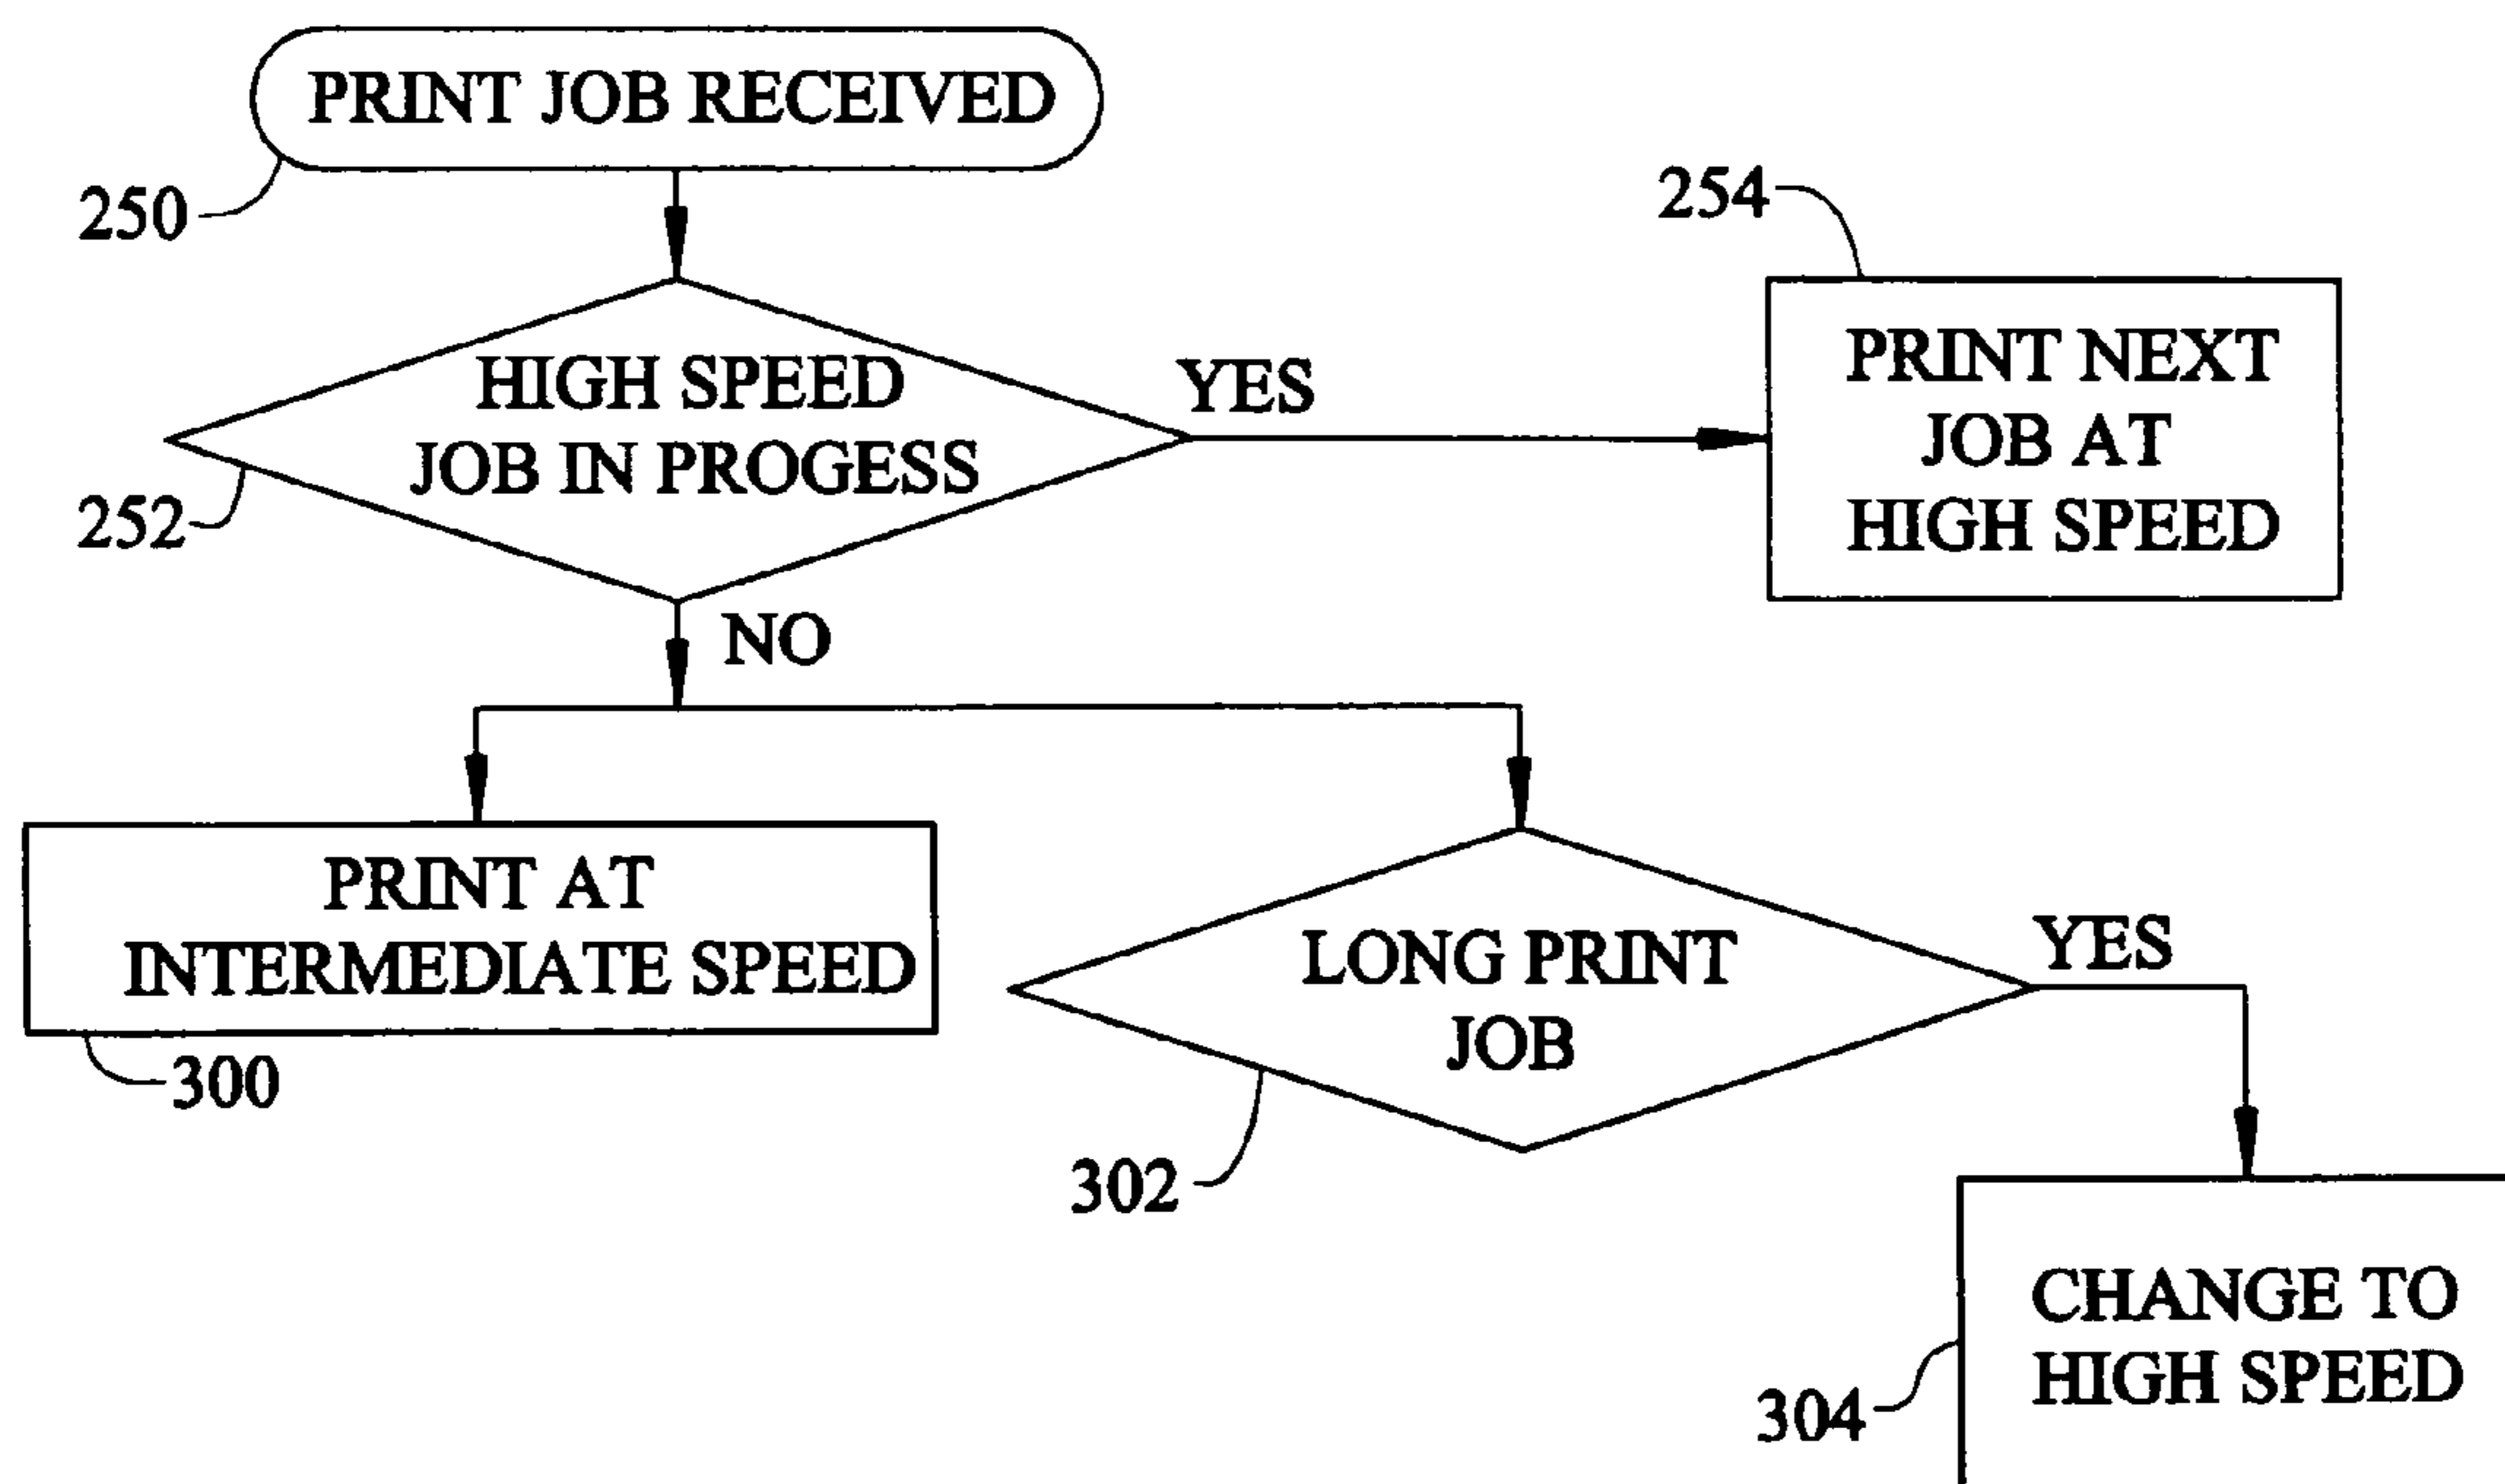 PRINT JOB RECEIVED
250
254
HIGH SPEED
JOB IN PROGESS
YES
252
PRINT NEXT
JOB AT
HIGH SPEED
NO
PRINT AT
INTERMEDIATE SPEED
300
LONG PRINT
JOB
YES
302
CHANGE TO
HIGH SPEED
304